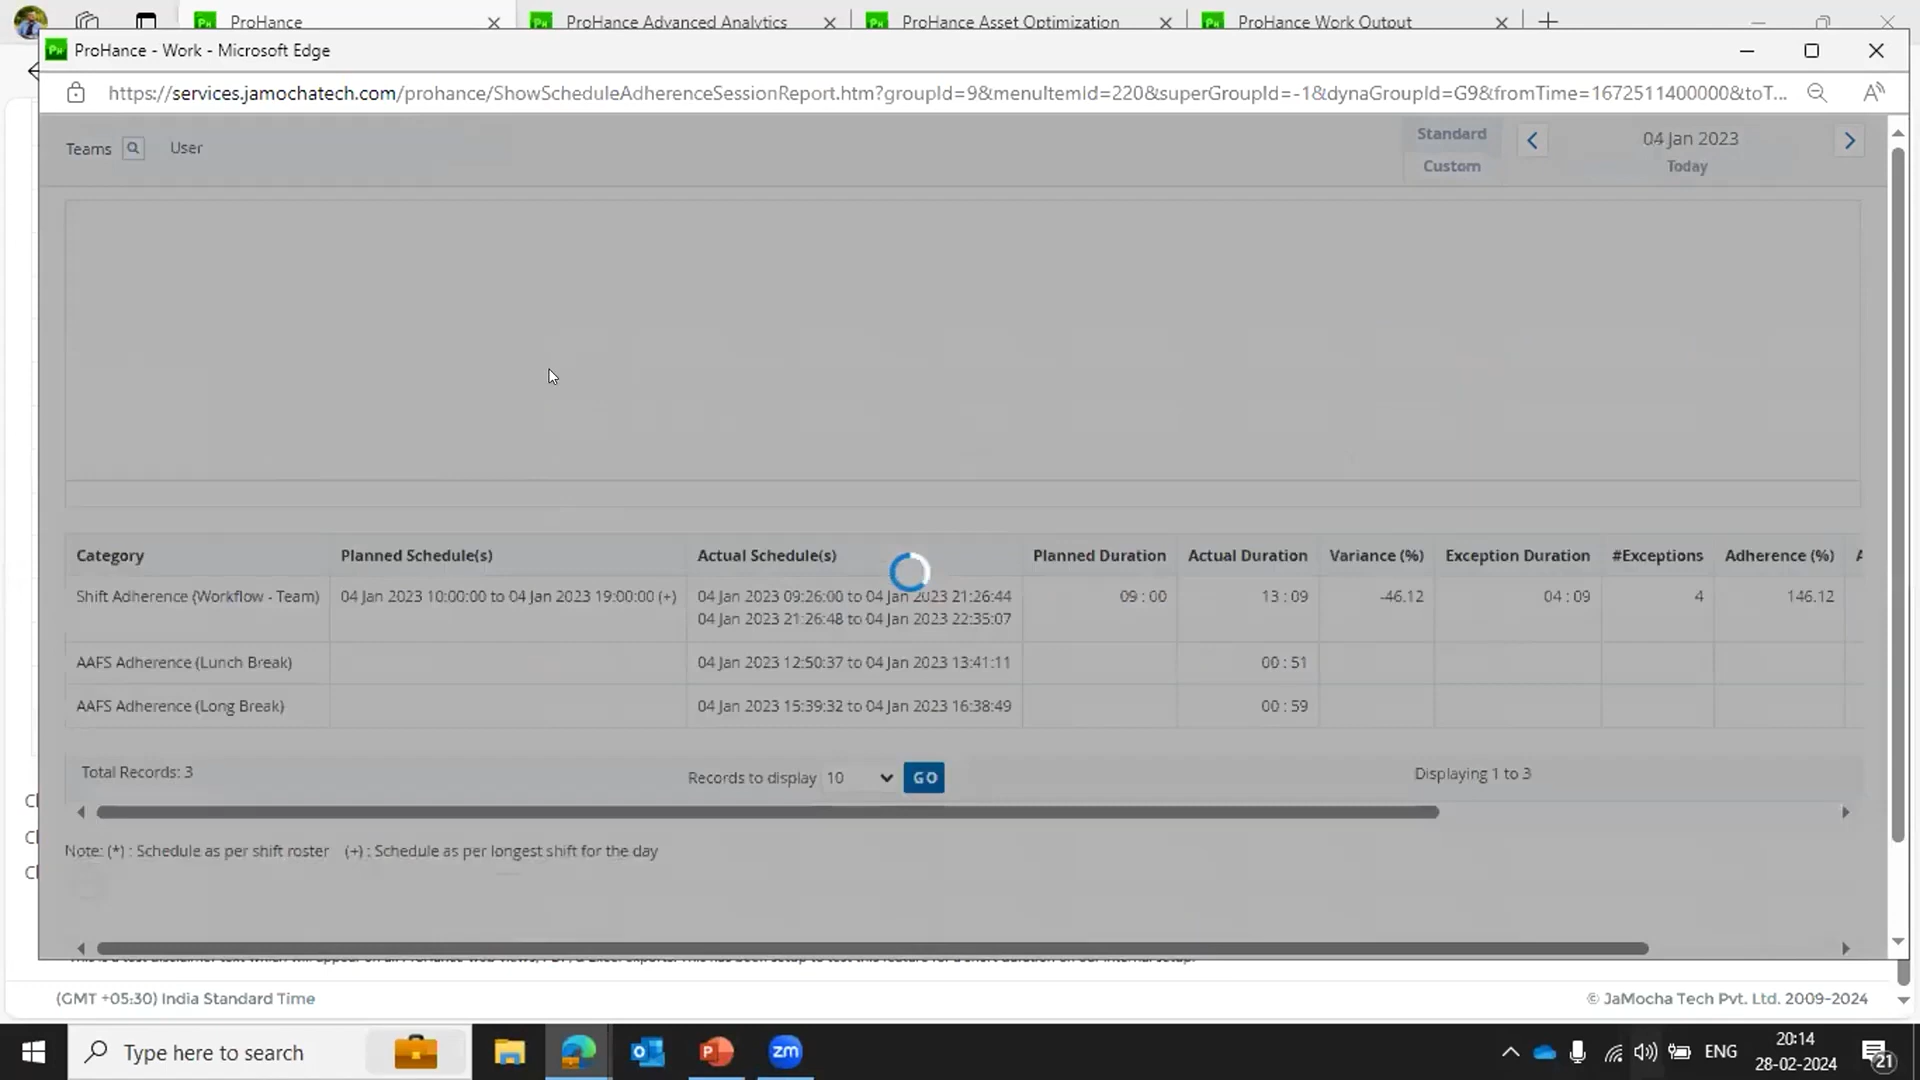 ProHance
ProHance Advanced Analytics
ProHance Asset Optimization
ProHance Work Output
ProHance - Work - Microsoft Edge
https://services.jamochatech.com/prohance/ShowScheduleAdherenceSessionReport.htm?groupId=9&menuItemId=220&superGroupId=-1&dynaGroupId=G9&fromTime=1672511400000&toT...
Teams User
Standard
Custom
04 Jan 2023
Today
Category Planned Schedule(s) Actual Schedule(s) Planned Duration Actual Duration Variance (%) Exception Duration #Exceptions Adherence (%) A
Shift Adherence (Workflow - Team) 04 Jan 2023 10:00:00 to 04 Jan 2023 19:00:00 (+) 04 Jan 2023 09:26:00 to 04 Jan 2023 21:26:44 09 : 00 13 : 09 -46.12 04 : 09 4 146.12
04 Jan 2023 21:26:48 to 04 Jan 2023 22:35:07
AAFS Adherence (Lunch Break) 04 Jan 2023 12:50:37 to 04 Jan 2023 13:41:11 00 : 51
AAFS Adherence (Long Break) 04 Jan 2023 15:39:32 to 04 Jan 2023 16:38:49 00 : 59
Total Records: 3 Records to display 10 GO Displaying 1 to 3
Note: (*) : Schedule as per shift roster (+) : Schedule as per longest shift for the day
(GMT +05:30) India Standard Time
© JaMocha Tech Pvt. Ltd. 2009-2024
Type here to search
zm
ENG
20:14
28-02-2024
21